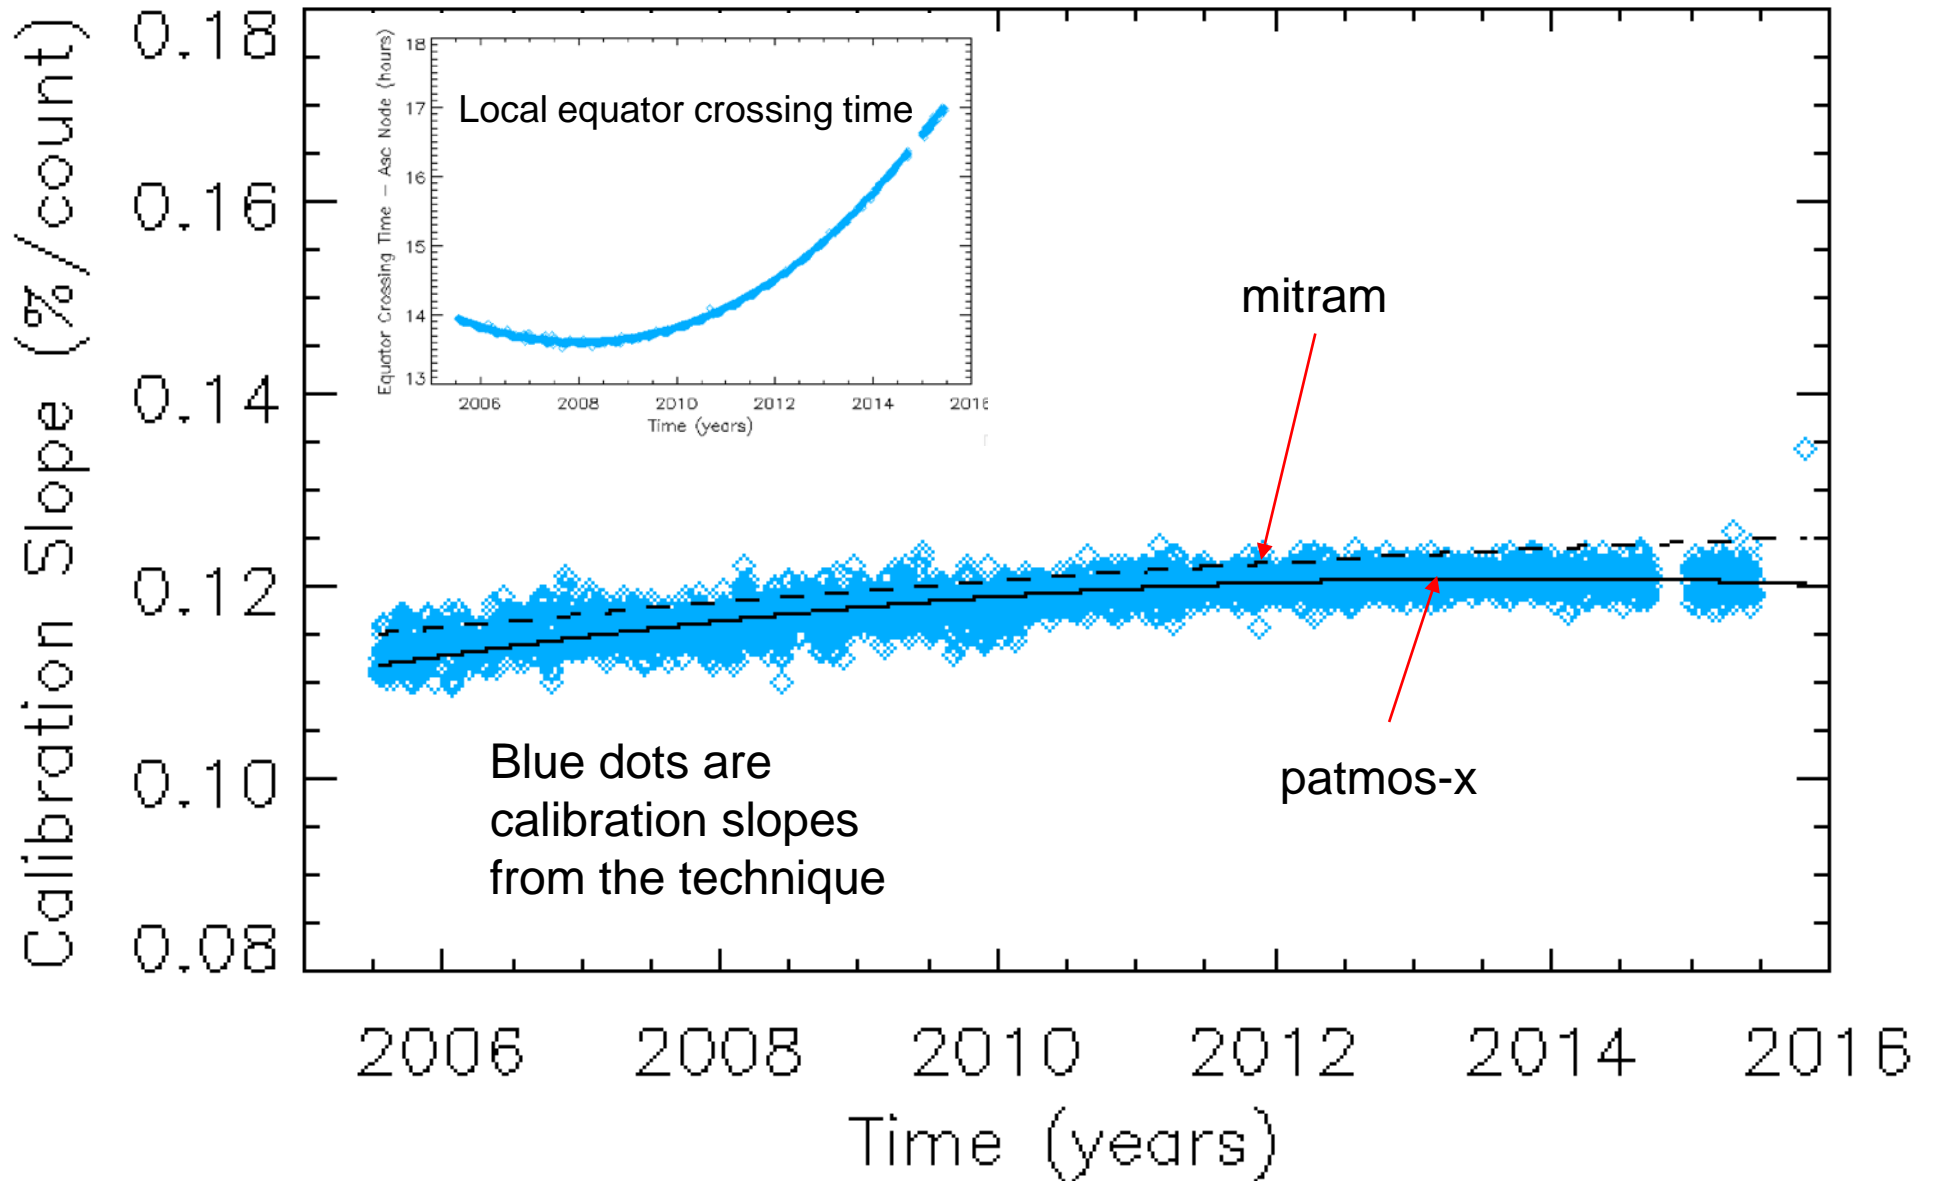 Calibration Slope (%/count)
0.18
0.16
0.14
0.12
0.10
0.08
Equator Crossing Time – Asc Node (hours)
18
17
16
15
14
13
Local equator crossing time
2006 2008 2010 2012 2014 2016
Time (years)
mitram
patmos-x
Blue dots are
calibration slopes
from the technique
2006 2008 2010 2012 2014 2016
Time (years)